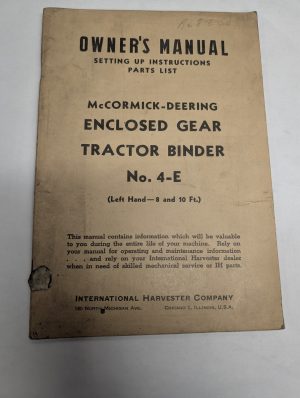 OWNER'S MANUAL
SETTING UP INSTRUCTIONS
PARTS LIST
McCORMICK-DEERING
ENCLOSED GEAR
TRACTOR BINDER
No. 4-E
(Left Hand—8 and 10 Ft.)
This manual contains information which will be valuable
to you during the entire life of your machine. Rely on
your manual for operating and maintenance information
. . . and rely on your International Harvester dealer
when in need of skilled mechanical service or IH parts.
INTERNATIONAL HARVESTER COMPANY
180 North Michigan Ave. Chicago 1, Illinois, U.S.A.